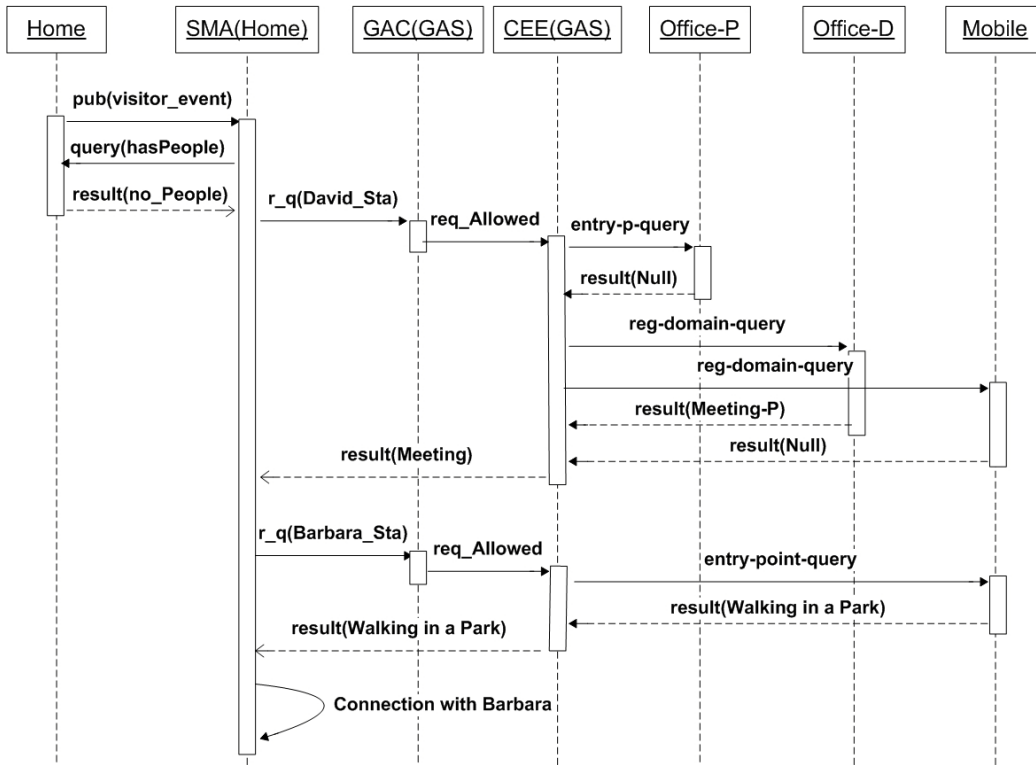 Home
SMA(Home)
GAC(GAS)
CEE(GAS)
Office-P
Office-D
Mobile
pub(visitor_event)
query(hasPeople)
result(no_People)
r_q(David_Sta)
req_Allowed
entry-p-query
result(Null)
reg-domain-query
reg-domain-query
result(Meeting-P)
result(Null)
result(Meeting)
r_q(Barbara_Sta)
req_Allowed
entry-point-query
result(Walking in a Park)
result(Walking in a Park)
Connection with Barbara